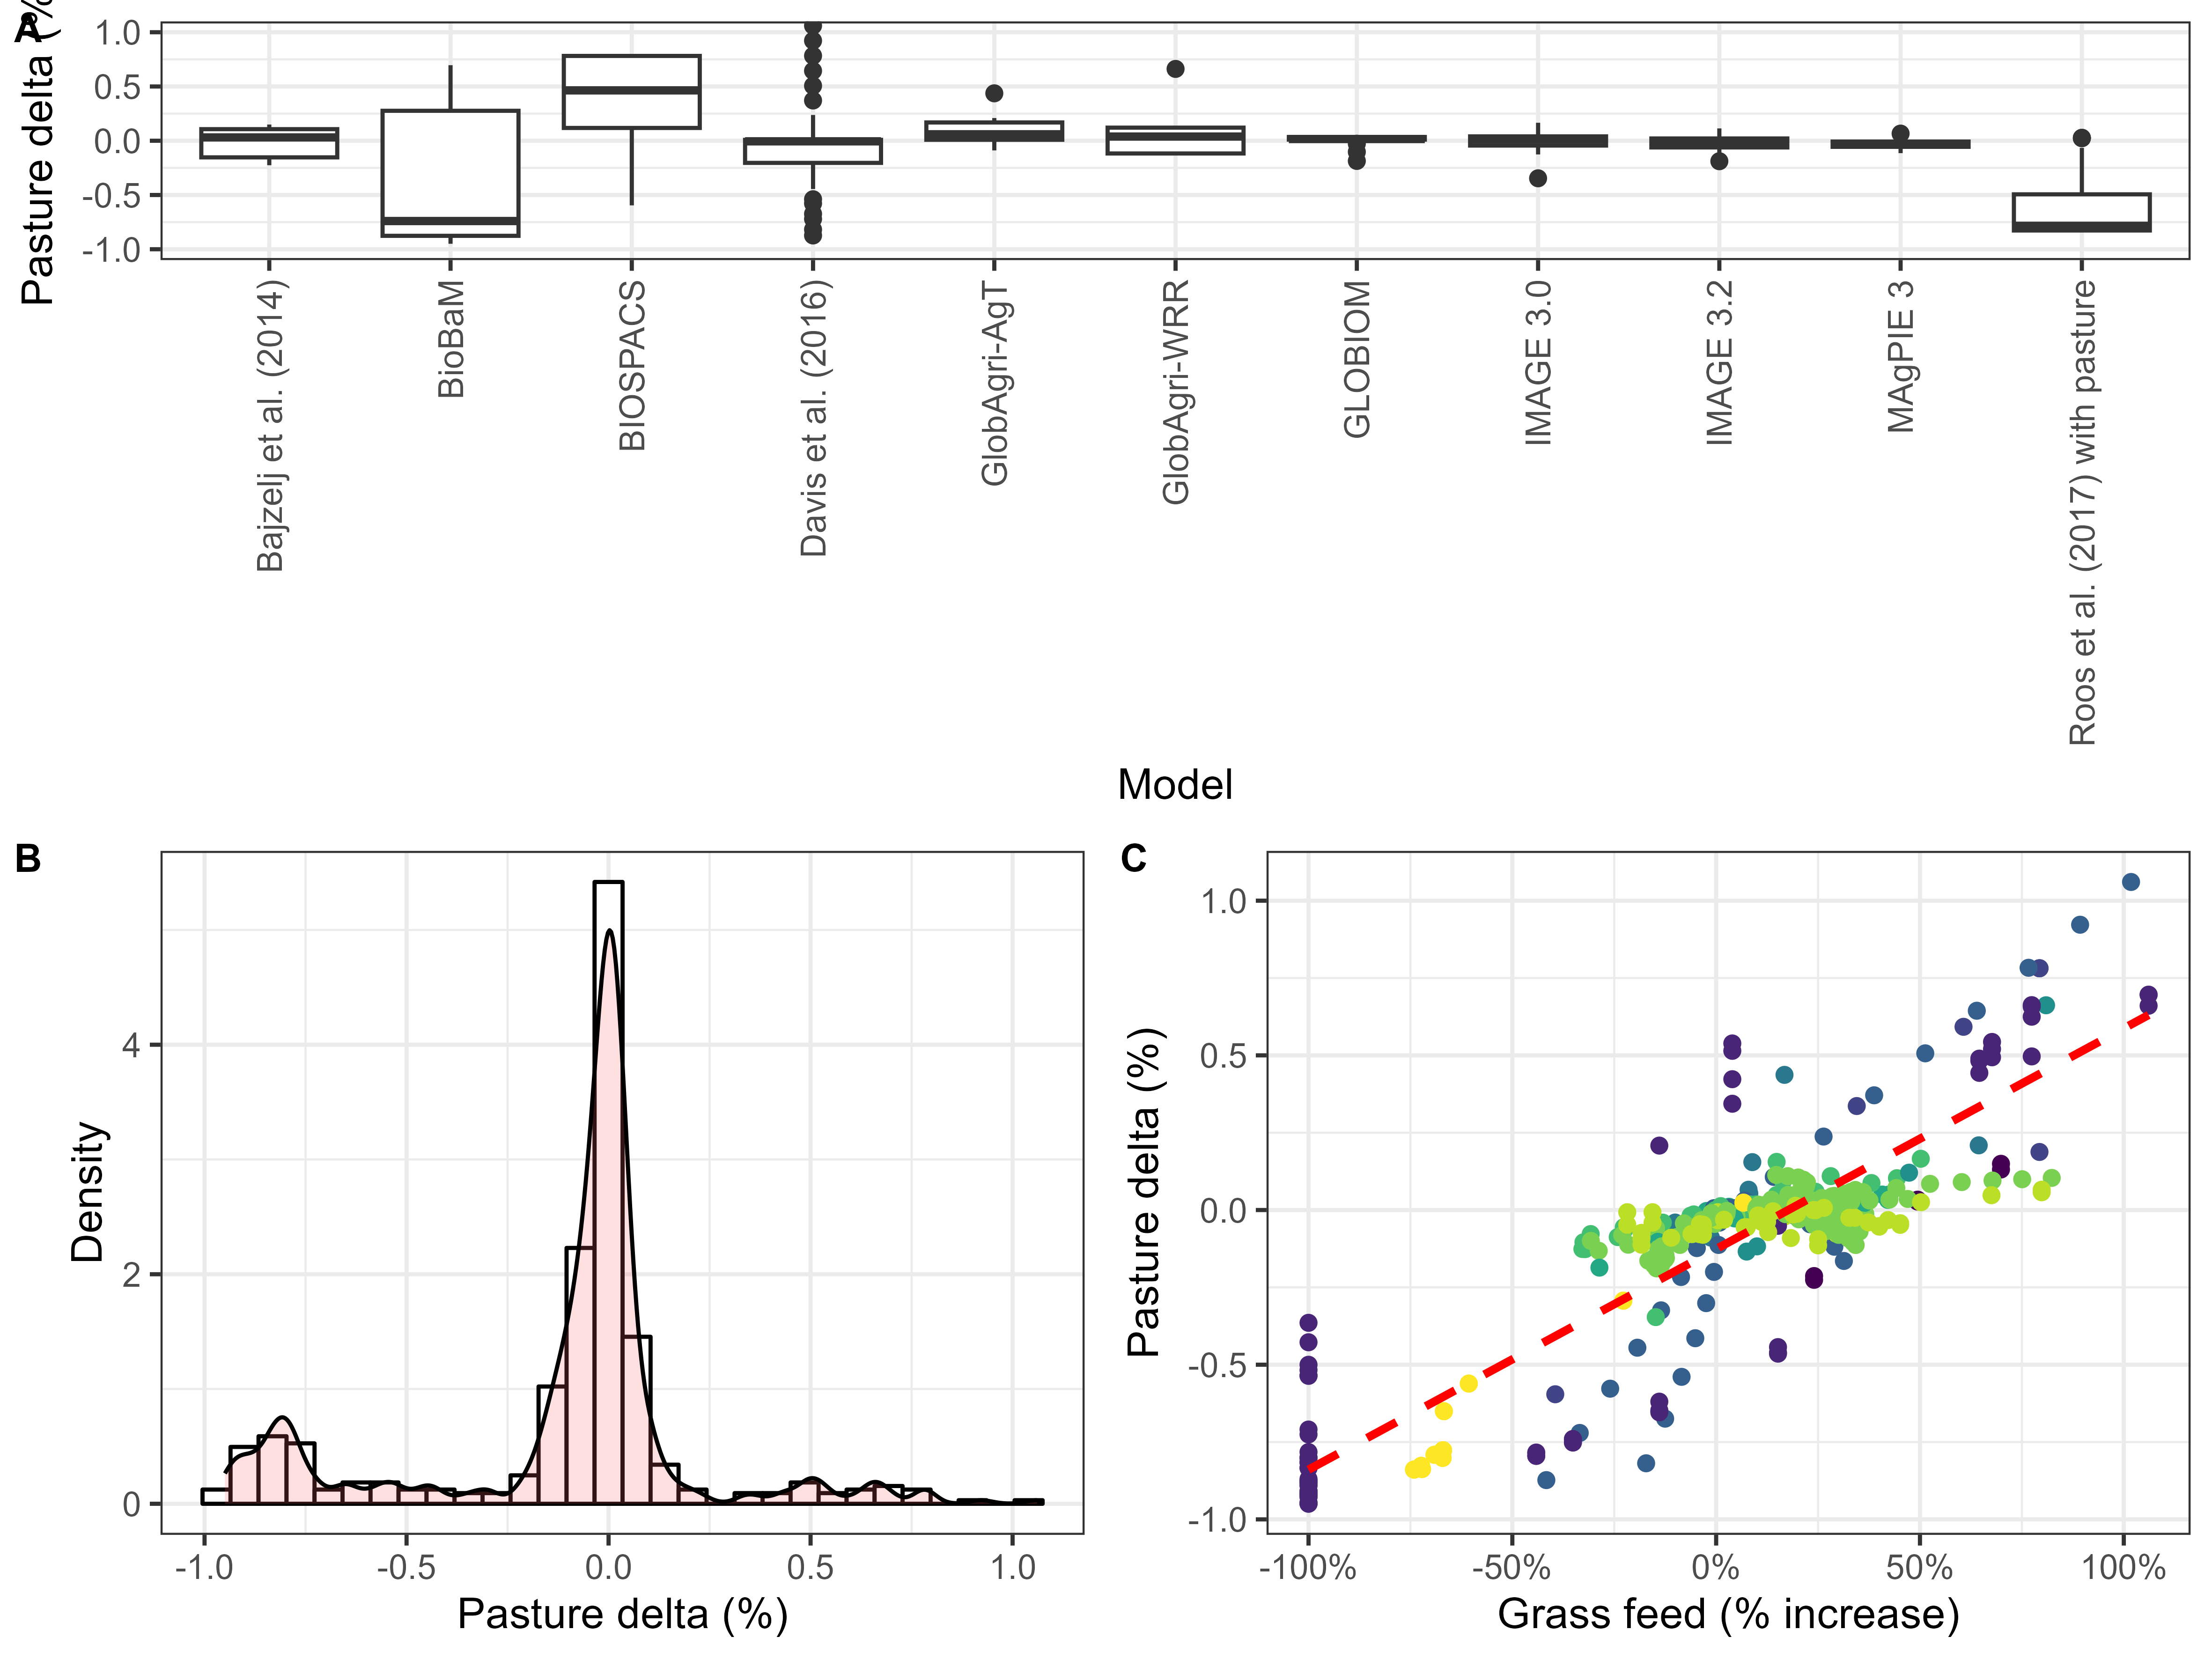 A
Pasture delta (%
1.0
0.5
0.0
-0.5
-1.0
Bajzelj et al. (2014)
BioBaM
BIOSPACS
Davis et al. (2016)
GlobAgri-AgT
GlobAgri-WRR
GLOBIOM
IMAGE 3.0
IMAGE 3.2
MAgPIE 3
Roos et al. (2017) with pasture
Model
B
Density
4
2
0
-1.0 -0.5 0.0 0.5 1.0
Pasture delta (%)
C
Pasture delta (%)
1.0
0.5
0.0
-0.5
-1.0
-100% -50% 0% 50% 100%
Grass feed (% increase)